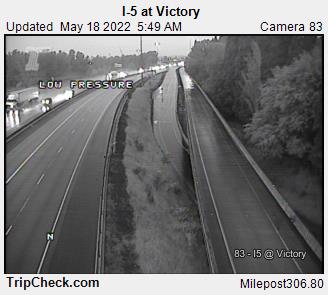 I-5 at Victory
Updated May 18 2022 5:49 AM Camera 83
LOW PRESSURE
N
83 - I5 @ Victory
TripCheck.com Milepost306.80